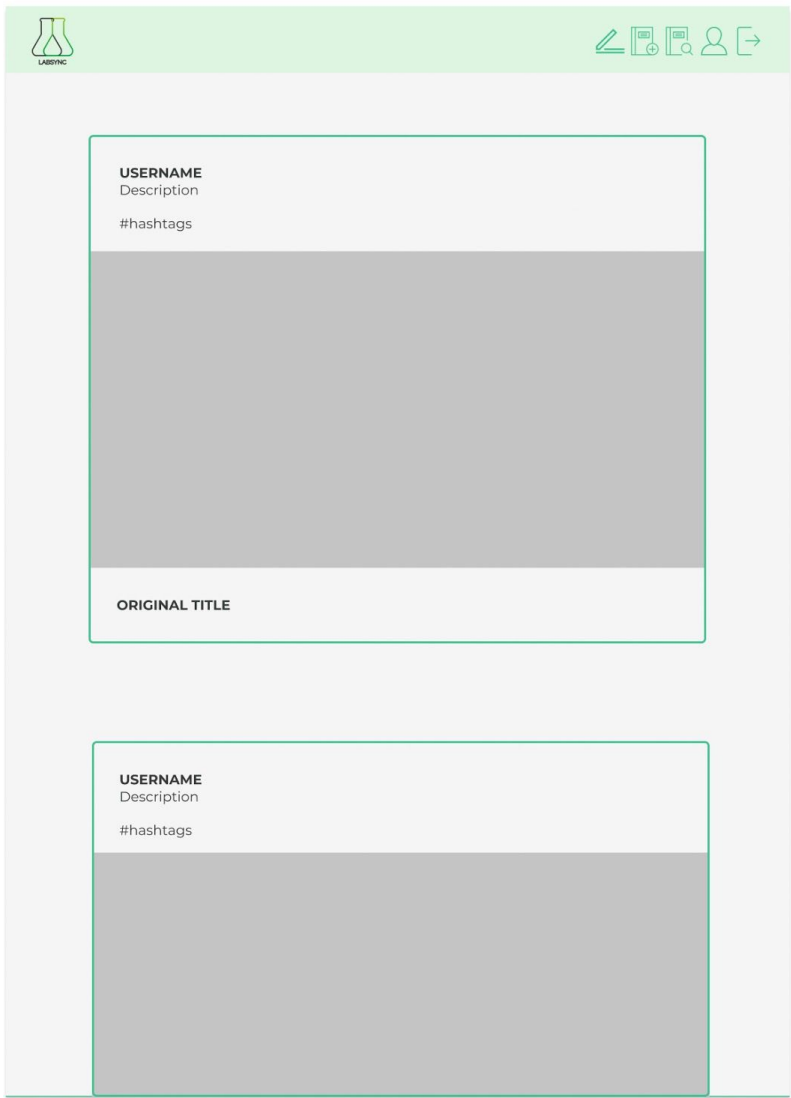 LABSYNC
USERNAME
Description
#hashtags
ORIGINAL TITLE
USERNAME
Description
#hashtags